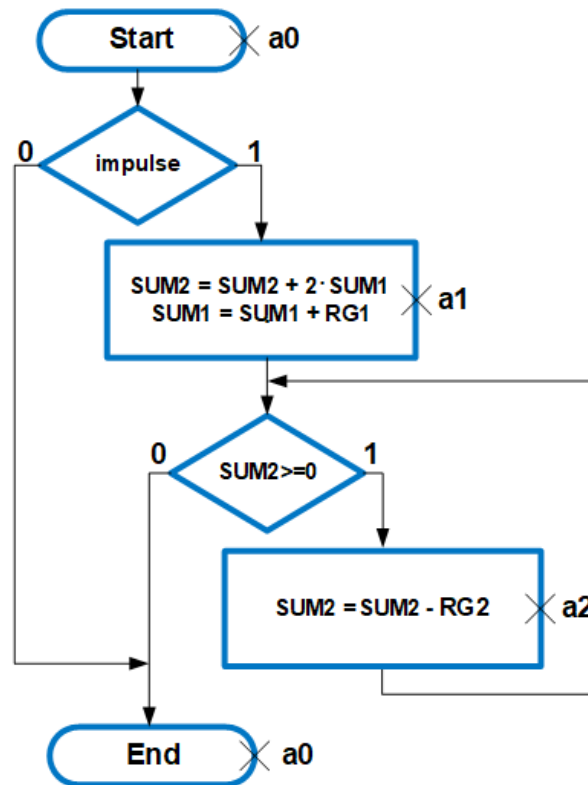 Start
a0
0
impulse
1
SUM2 = SUM2 + 2· SUM1
SUM1 = SUM1 + RG1
a1
0
SUM2>=0
1
SUM2 = SUM2 - RG2
a2
End
a0